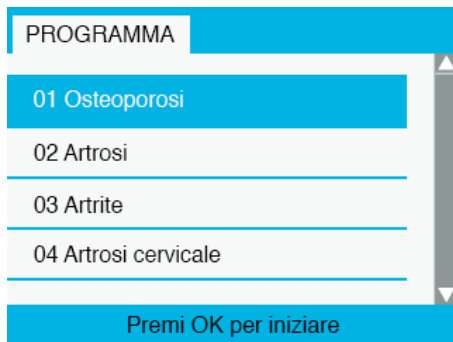 PROGRAMMA
01 Osteoporosi
02 Artrosi
03 Artrite
04 Artrosi cervicale
Premi OK per iniziare